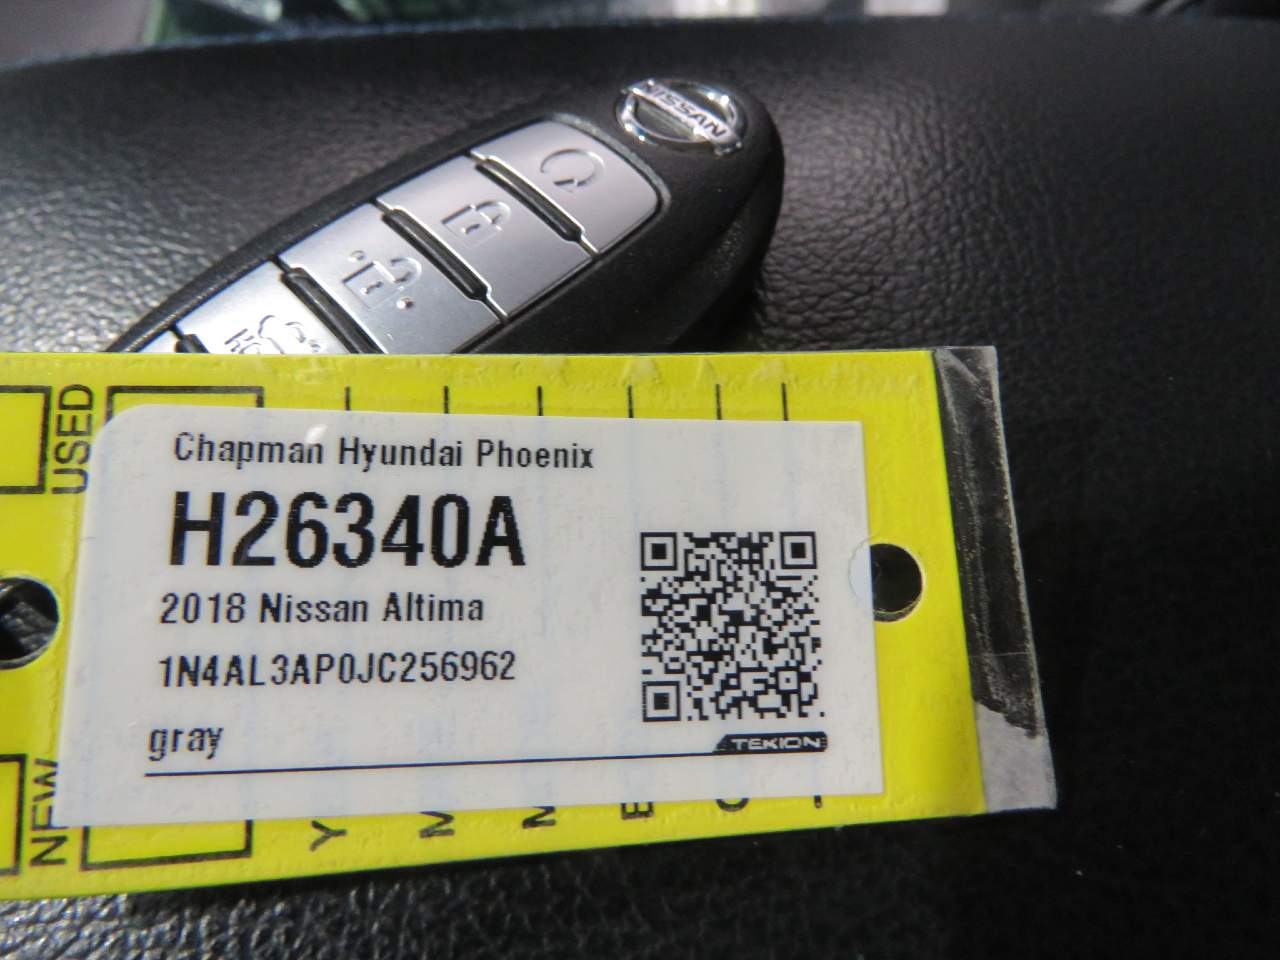 NISSAN
USED
Chapman Hyundai Phoenix
H26340A
2018 Nissan Altima
1N4AL3AP0JC256962
gray
TEKION
NEW
Y
M